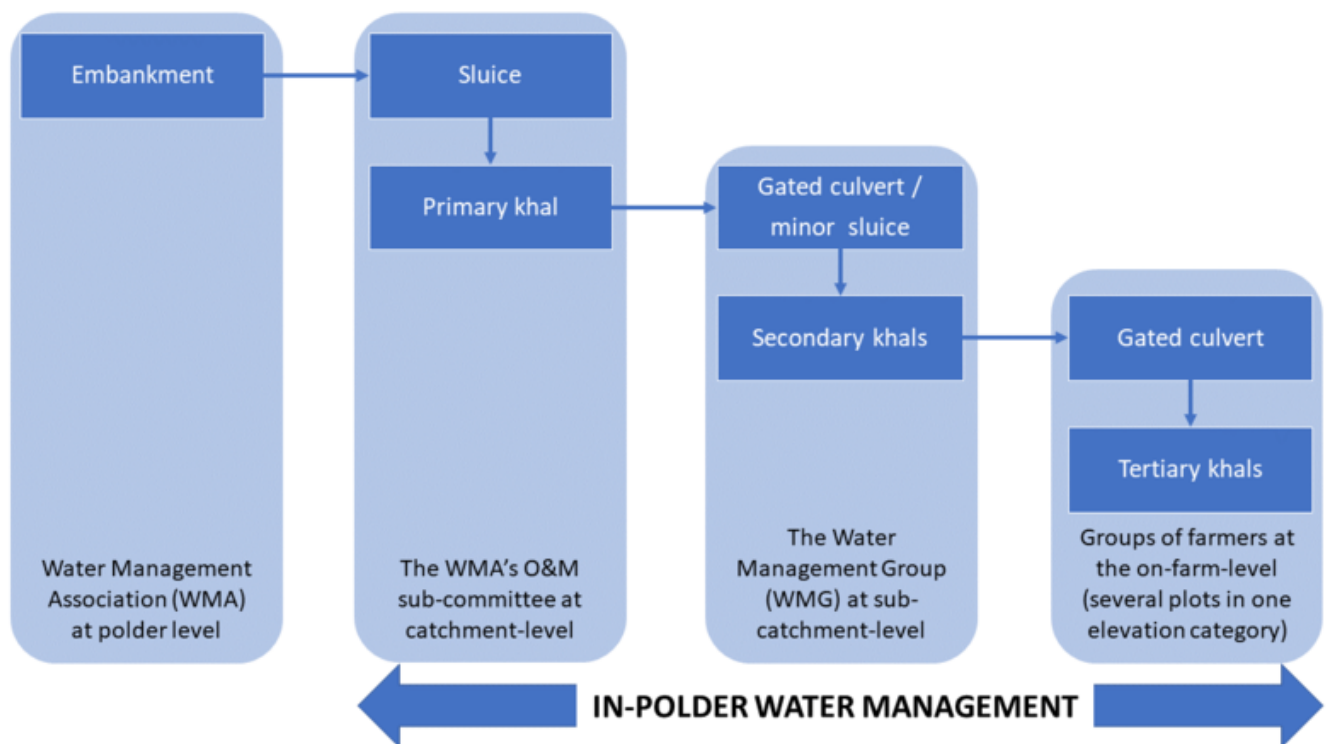 Embankment
Sluice
Primary khal
Gated culvert /
minor sluice
Secondary khals
Gated culvert
Tertiary khals
Water Management
Association (WMA)
at polder level
The WMA’s O&M
sub-committee at
catchment-level
The Water
Management Group
(WMG) at sub-
catchment-level
Groups of farmers at
the on-farm-level
(several plots in one
elevation category)
IN-POLDER WATER MANAGEMENT